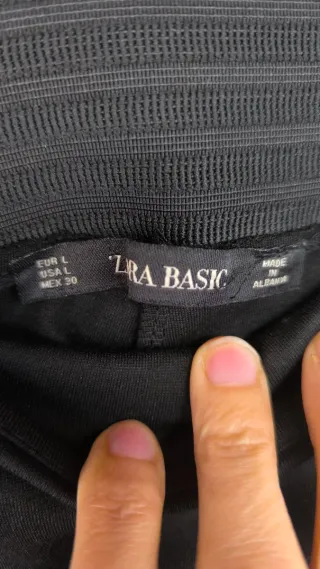 EUR L
USA L
MEX 30
ZARA BASIC
MADE
IN
ALBANIA